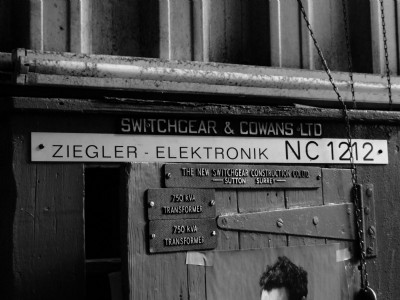 SWITCHGEAR & COWANS LTD
ZIEGLER - ELEKTRONIK NC 1212
THE NEW SWITCHGEAR CONSTRUCTION CO. LTD.
SUTTON SURREY
750 KVA
TRANSFORMER
750 KVA
TRANSFORMER